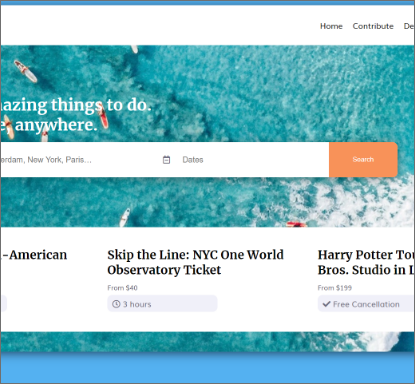 Home Contribute De
nazing things to do.
e, anywhere.
erdam, New York, Paris... Dates Search
-American
Skip the Line: NYC One World
Observatory Ticket
From $40
3 hours
Harry Potter Tou
Bros. Studio in L
From $199
Free Cancellation